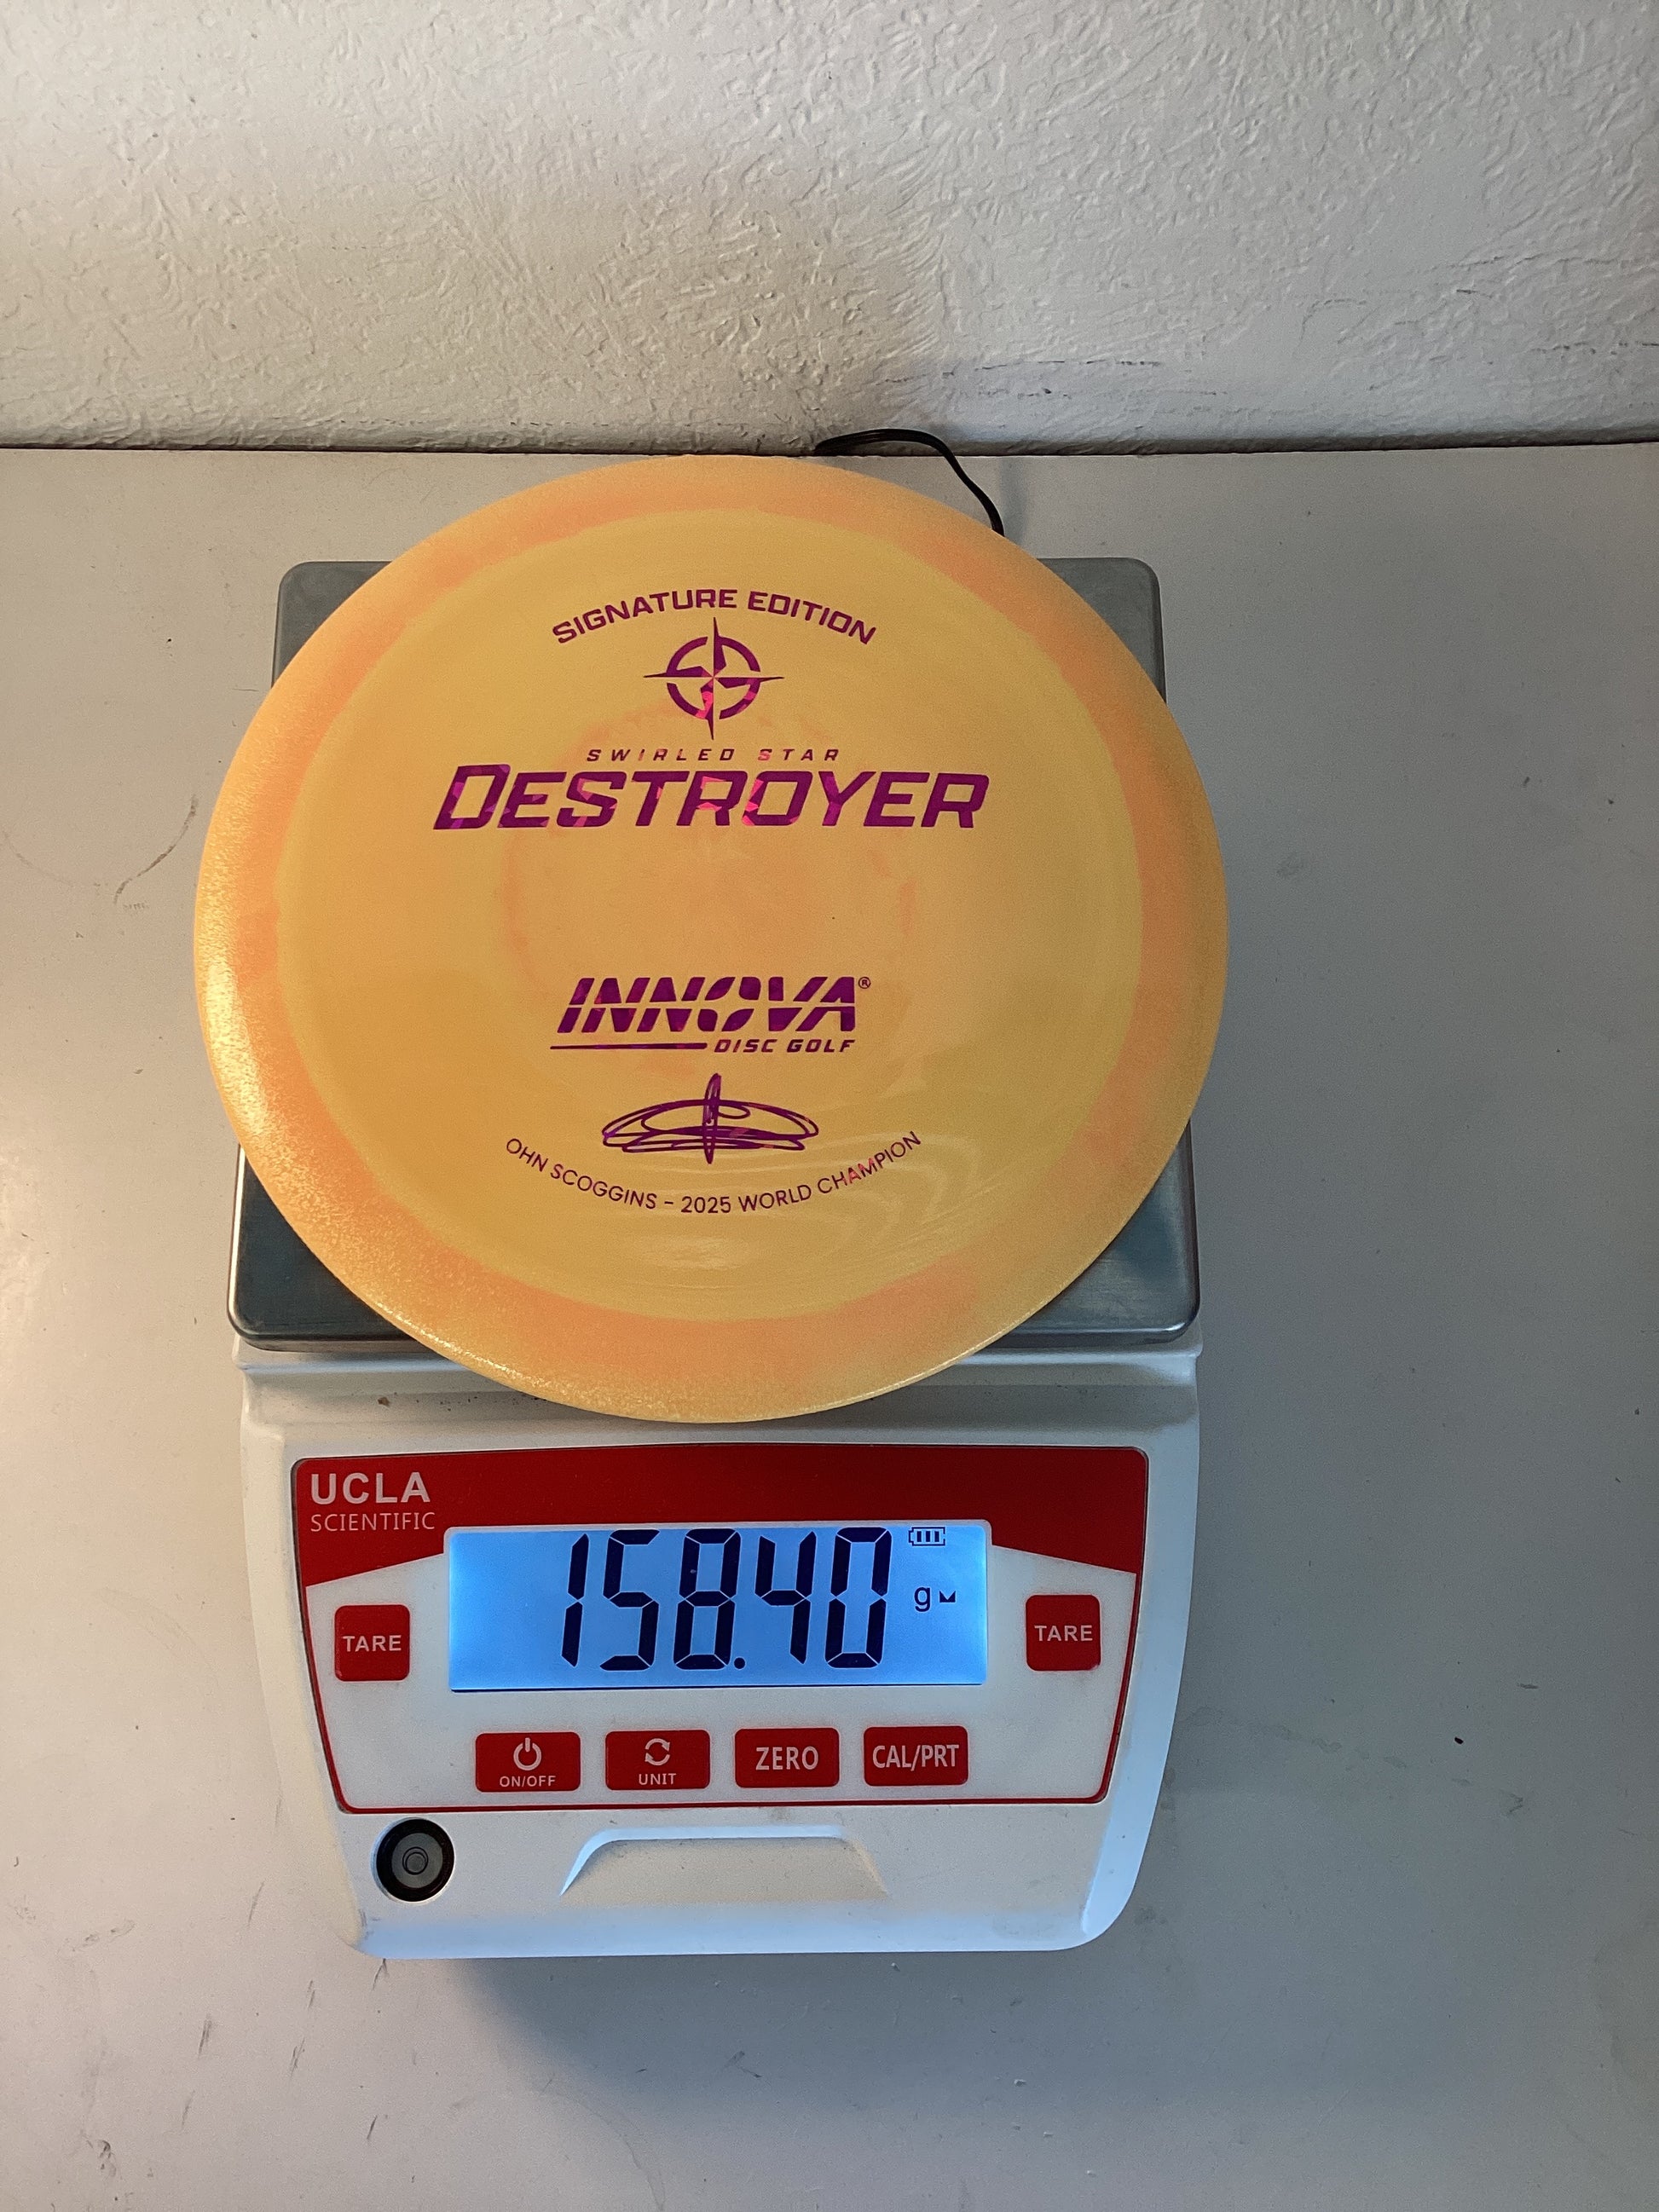 SIGNATURE EDITION
SWIRLED STAR
DESTROYER
INNOVA®
DISC GOLF
OHN SCOGGINS – 2025 WORLD CHAMPION
UCLA
SCIENTIFIC
158.40 g
TARE
TARE
ON/OFF
UNIT
ZERO
CAL/PRT